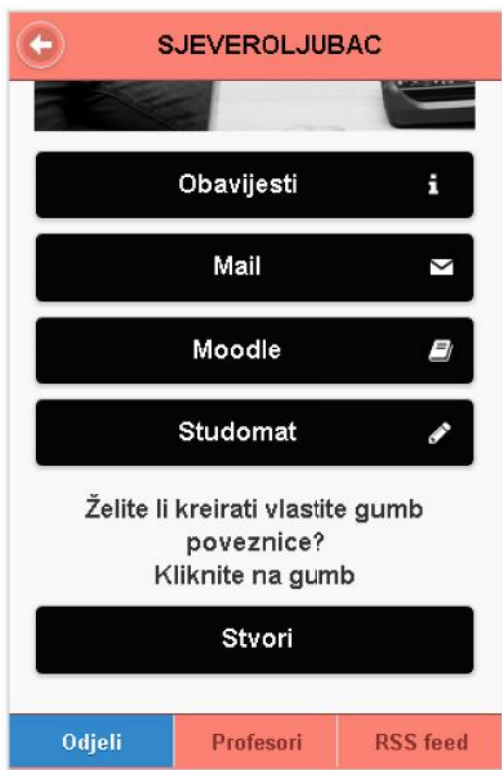 SJEVEROLJUBAC
Obavijesti
Mail
Moodle
Studomat
Želite li kreirati vlastite gumb
poveznice?
Kliknite na gumb
Stvori
Odjeli
Profesori
RSS feed